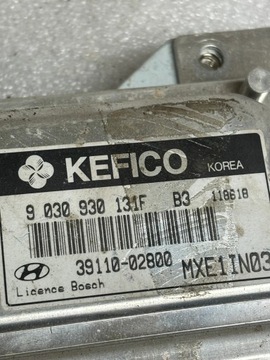 KEFICO KOREA
9 030 930 131F B3 118618
39110-02800 MXE1IN03
Licence Bosch